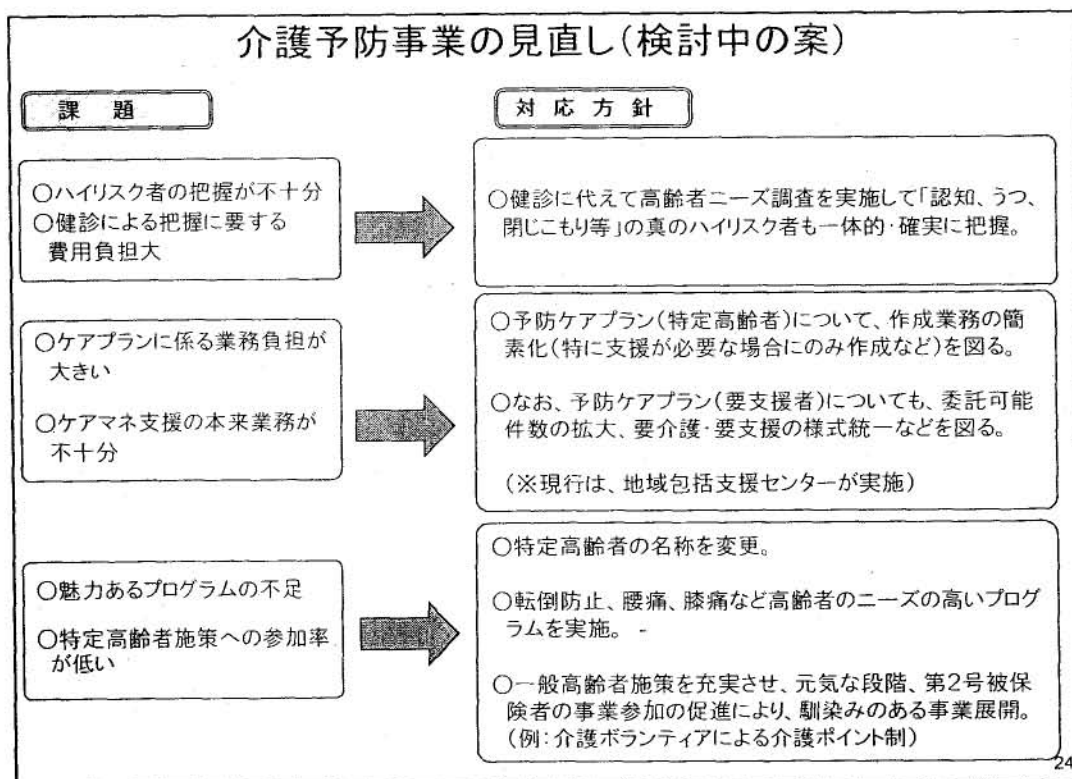 介護予防事業の見直し(検討中の案)
課 題
対 応 方 針
○ハイリスク者の把握が不十分
○健診による把握に要する
費用負担大
○健診に代えて高齢者ニーズ調査を実施して「認知、うつ、
閉じこもり等」の真のハイリスク者も一体的・確実に把握。
○ケアプランに係る業務負担が
大きい
○ケアマネ支援の本来業務が
不十分
○予防ケアプラン(特定高齢者)について、作成業務の簡
素化(特に支援が必要な場合にのみ作成など)を図る。
○なお、予防ケアプラン(要支援者)についても、委託可能
件数の拡大、要介護・要支援の様式統一などを図る。
(※現行は、地域包括支援センターが実施)
○魅力あるプログラムの不足
○特定高齢者施策への参加率
が低い
○特定高齢者の名称を変更。
○転倒防止、腰痛、膝痛など高齢者のニーズの高いプログ
ラムを実施。
○一般高齢者施策を充実させ、元気な段階、第2号被保
険者の事業参加の促進により、馴染みのある事業展開。
(例:介護ボランティアによる介護ポイント制)
24